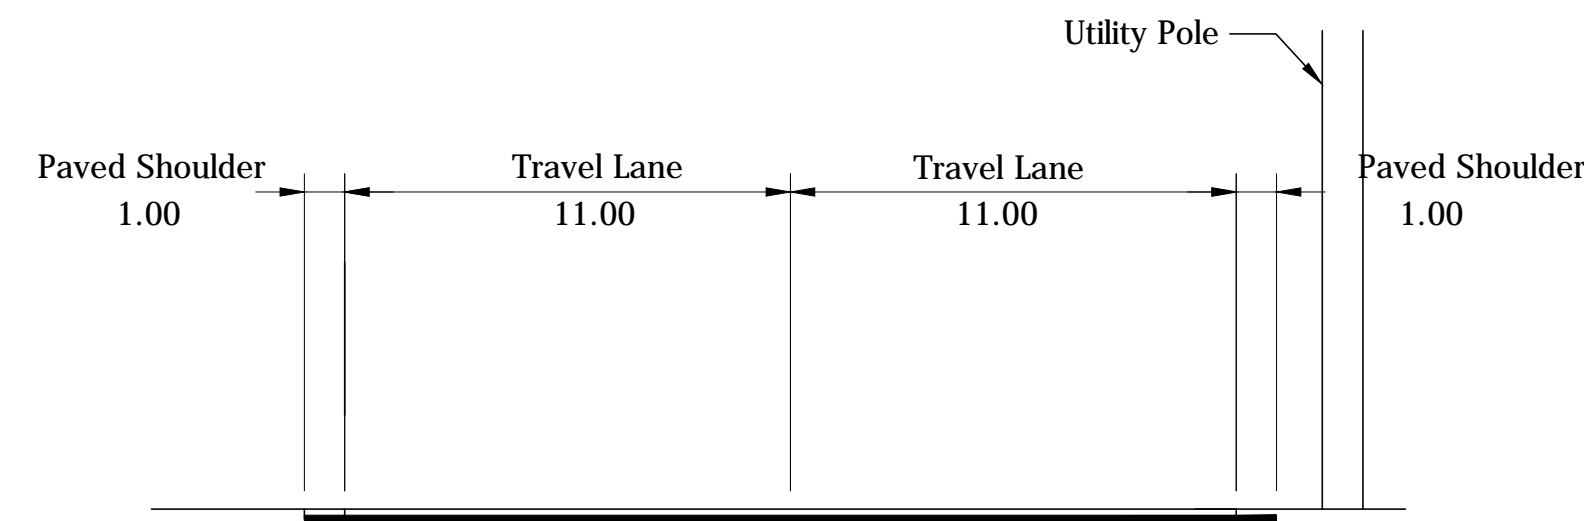 Utility Pole
Paved Shoulder
1.00
Travel Lane
11.00
Travel Lane
11.00
Paved Shoulder
1.00